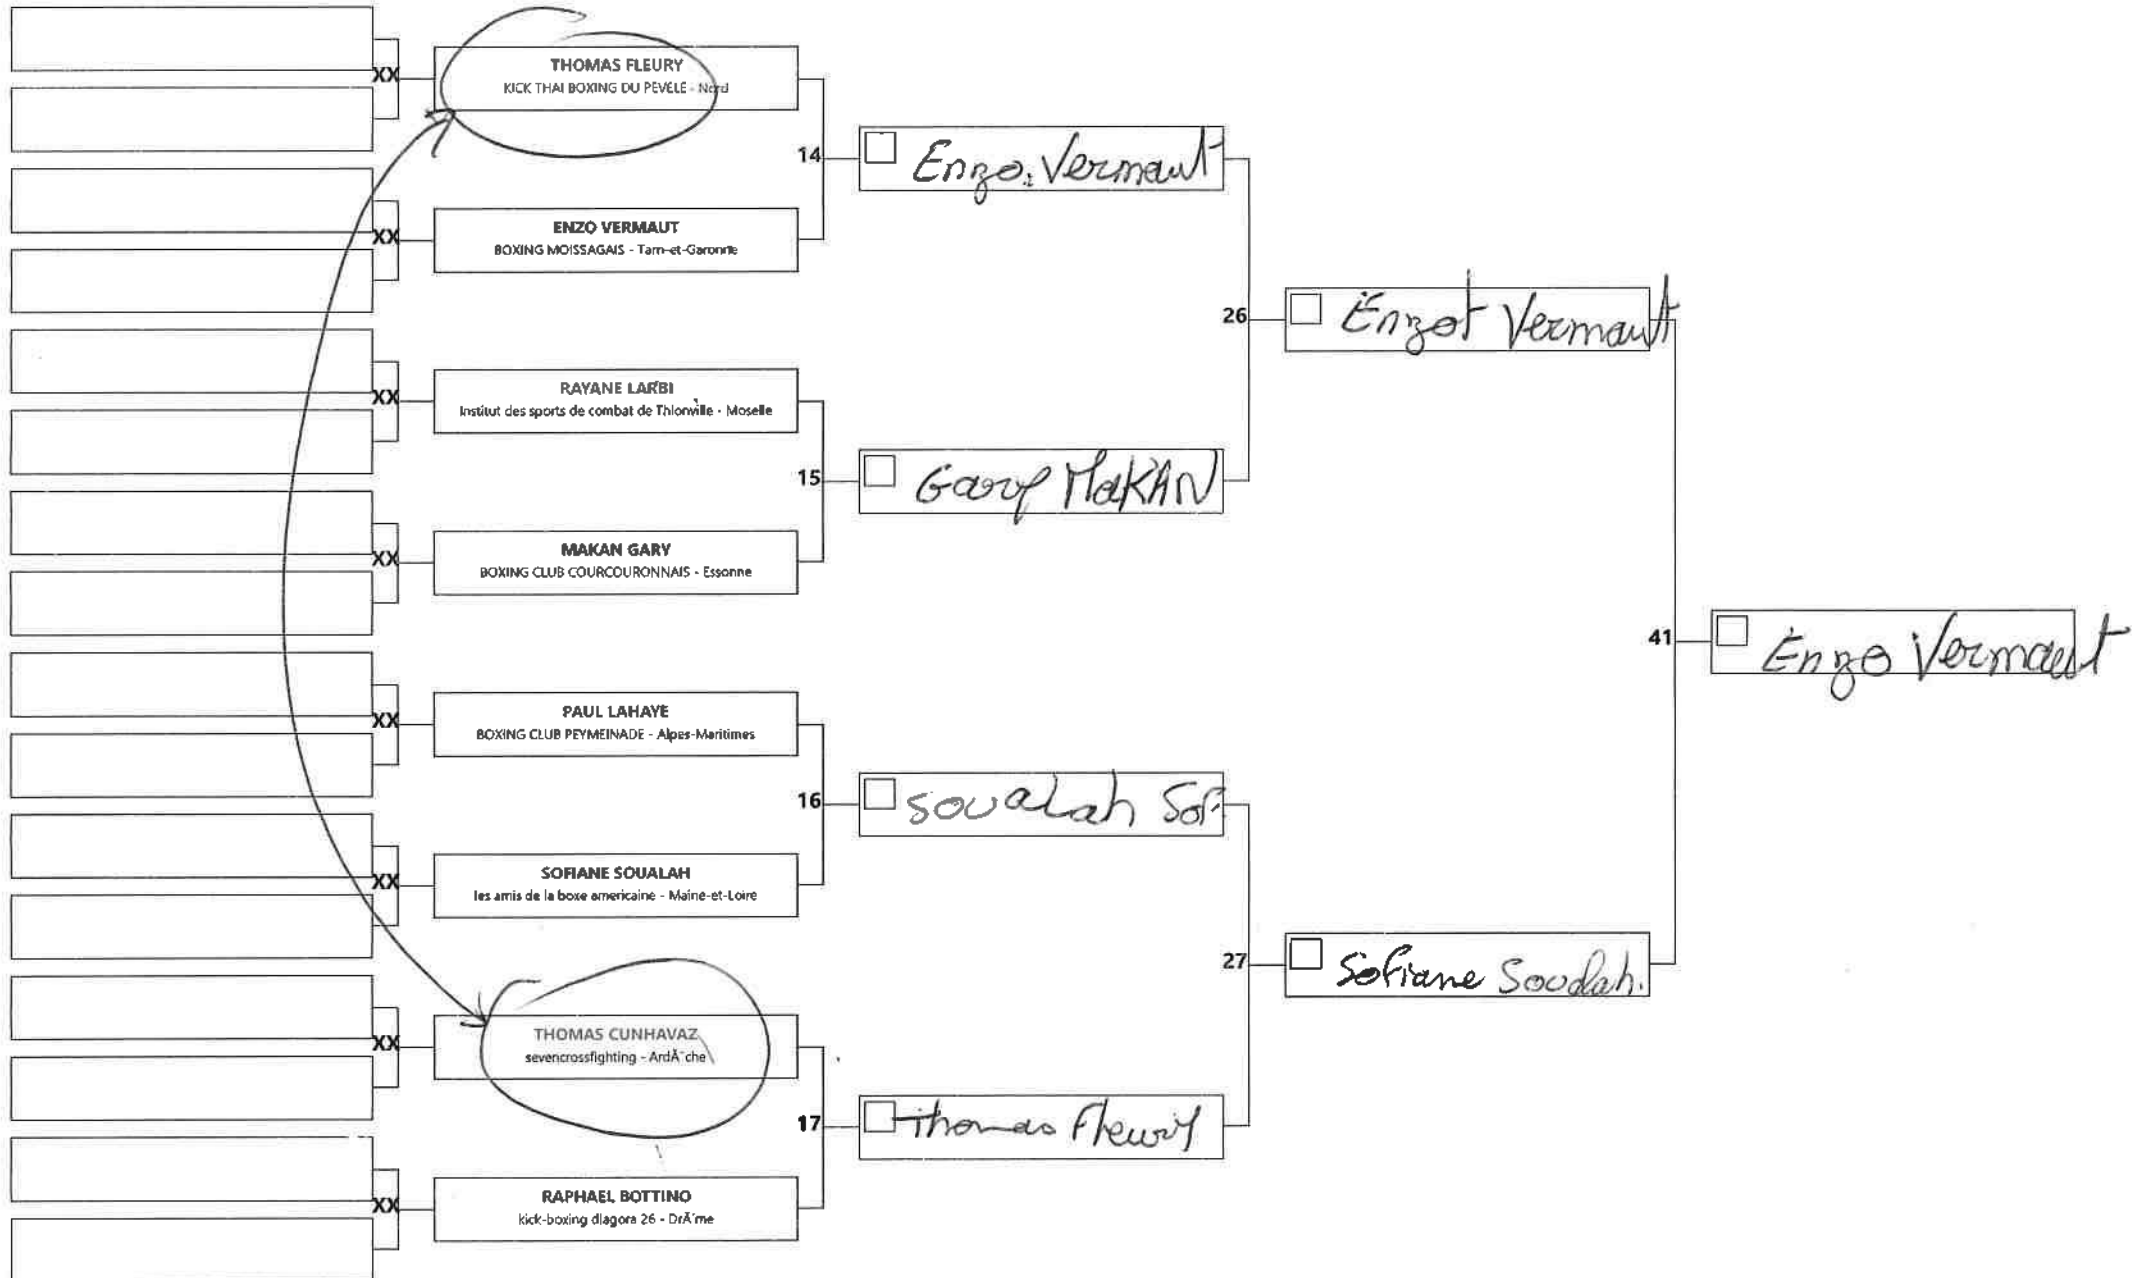 XX
THOMAS FLEURY
KICK THAI BOXING DU PEVELE - Nord
14
Enzo. Vermaut
XX
ENZO VERMAUT
BOXING MOISSAGAIS - Tarn-et-Garonne
26
Enzot Vermaut
XX
RAYANE LARBI
Institut des sports de combat de Thionville - Moselle
15
Gary MaKAN
XX
MAKAN GARY
BOXING CLUB COURCOURONNAIS - Essonne
41
Enzo Vermaut
XX
PAUL LAHAYE
BOXING CLUB PEYMEINADE - Alpes-Maritimes
16
soualah Sof
XX
SOFIANE SOUALAH
les amis de la boxe americaine - Maine-et-Loire
27
Sofiane Soualah.
XX
THOMAS CUNHAVAZ
sevencrossfighting - ArdÃ¨che
17
Thomas Fleury
XX
RAPHAEL BOTTINO
kick-boxing diagora 26 - DrÃ´me